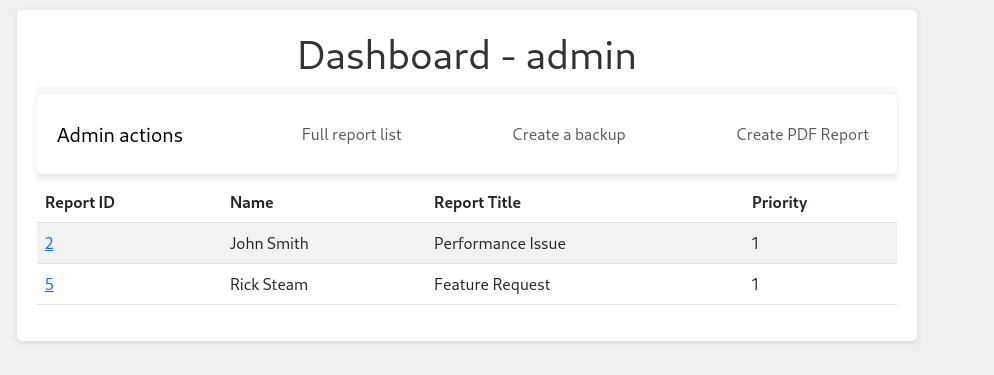 Dashboard - admin
Admin actions Full report list Create a backup Create PDF Report
Report ID Name Report Title Priority
2 John Smith Performance Issue 1
5 Rick Steam Feature Request 1